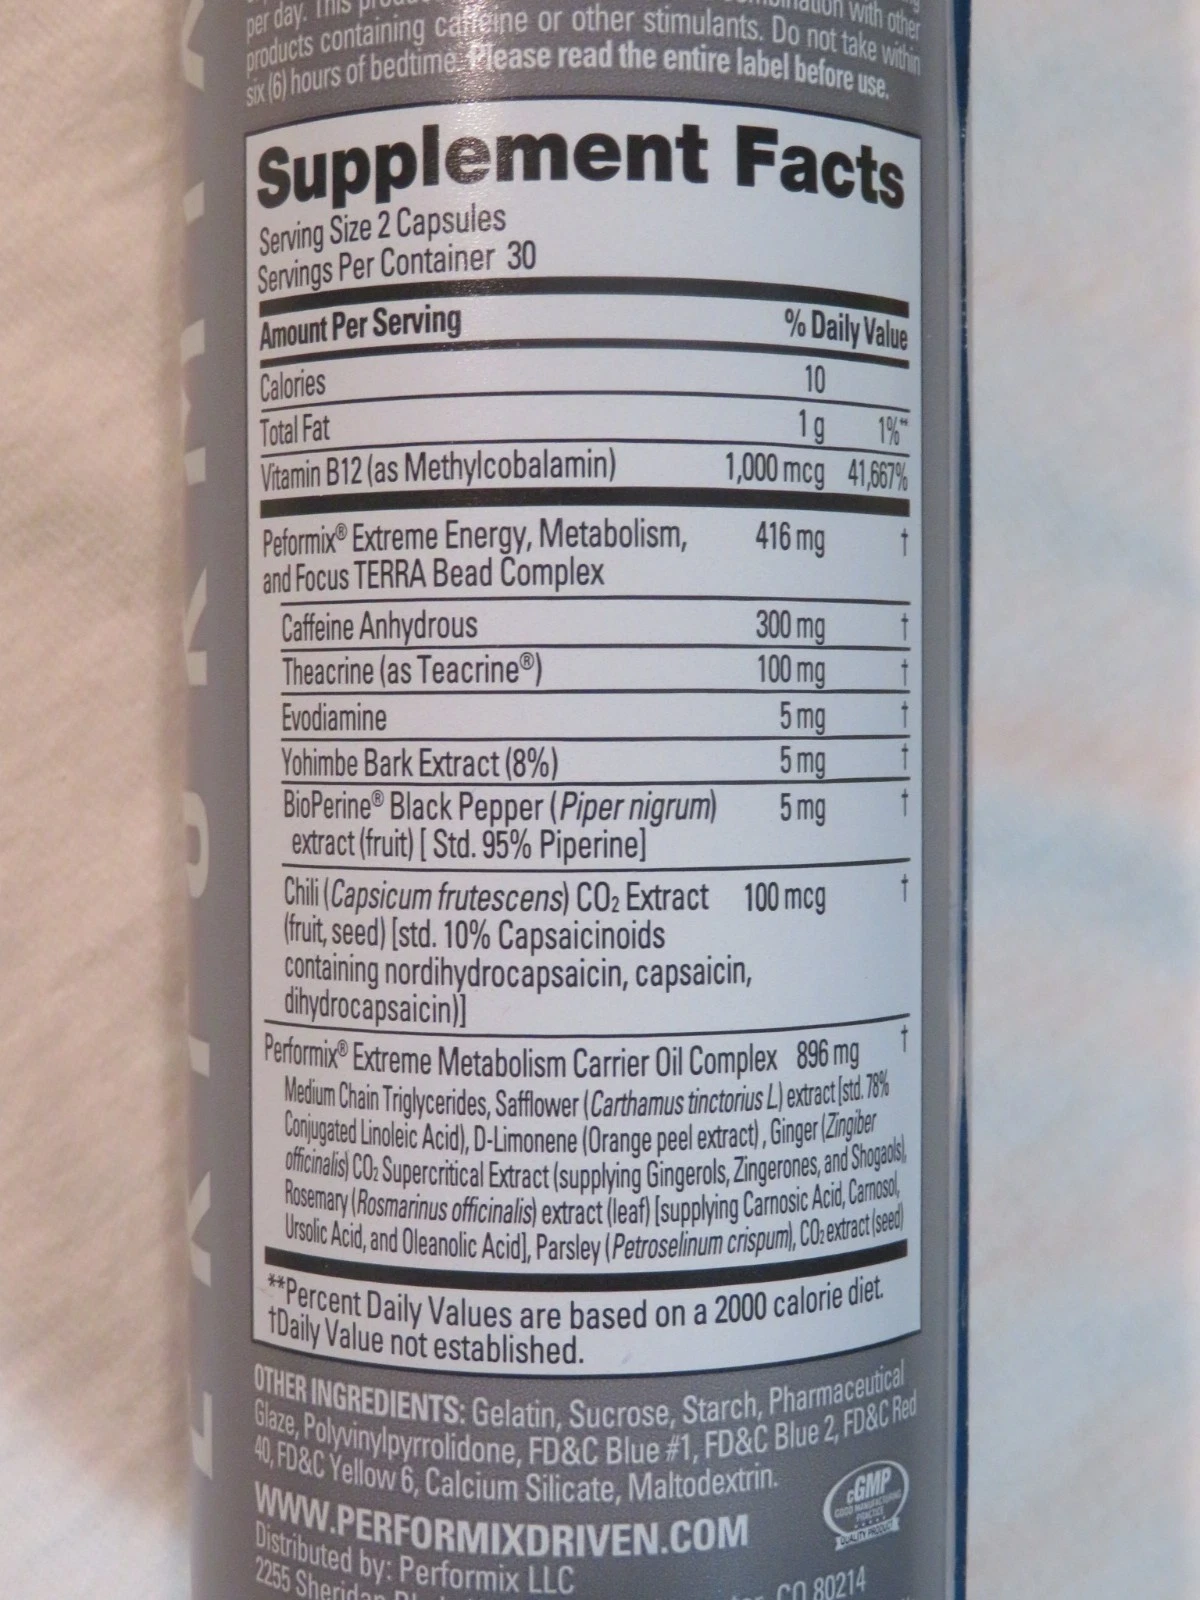 per day. This
with other
products containing caffeine or other stimulants. Do not take within
six (6) hours of bedtime. Please read the entire label before use.
Supplement Facts
Serving Size 2 Capsules
Servings Per Container 30
Amount Per Serving % Daily Value
Calories 10
Total Fat 1 g 1%**
Vitamin B12 (as Methylcobalamin) 1,000 mcg 41,667%
Peformix® Extreme Energy, Metabolism, 416 mg †
and Focus TERRA Bead Complex
Caffeine Anhydrous 300 mg †
Theacrine (as Teacrine®) 100 mg †
Evodiamine 5 mg †
Yohimbe Bark Extract (8%) 5 mg †
BioPerine® Black Pepper (Piper nigrum) 5 mg †
extract (fruit) [ Std. 95% Piperine]
Chili (Capsicum frutescens) CO₂ Extract 100 mcg †
(fruit, seed) [std. 10% Capsaicinoids
containing nordihydrocapsaicin, capsaicin,
dihydrocapsaicin)]
Performix® Extreme Metabolism Carrier Oil Complex 896 mg †
Medium Chain Triglycerides, Safflower (Carthamus tinctorius L) extract [std. 78%
Conjugated Linoleic Acid), D-Limonene (Orange peel extract), Ginger (Zingiber
officinalis) CO₂ Supercritical Extract (supplying Gingerols, Zingerones, and Shogaols),
Rosemary (Rosmarinus officinalis) extract (leaf) [supplying Carnosic Acid, Carnosol,
Ursolic Acid, and Oleanolic Acid], Parsley (Petroselinum crispum), CO₂ extract (seed)
**Percent Daily Values are based on a 2000 calorie diet.
†Daily Value not established.
OTHER INGREDIENTS: Gelatin, Sucrose, Starch, Pharmaceutical
Glaze, Polyvinylpyrrolidone, FD&C Blue #1, FD&C Blue 2, FD&C Red
40, FD&C Yellow 6, Calcium Silicate, Maltodextrin.
cGMP
GOOD MANUFACTURING
PRACTICE
QUALITY PRODUCT
WWW.PERFORMIXDRIVEN.COM
Distributed by: Performix LLC
2255 Sheridan CO 80214